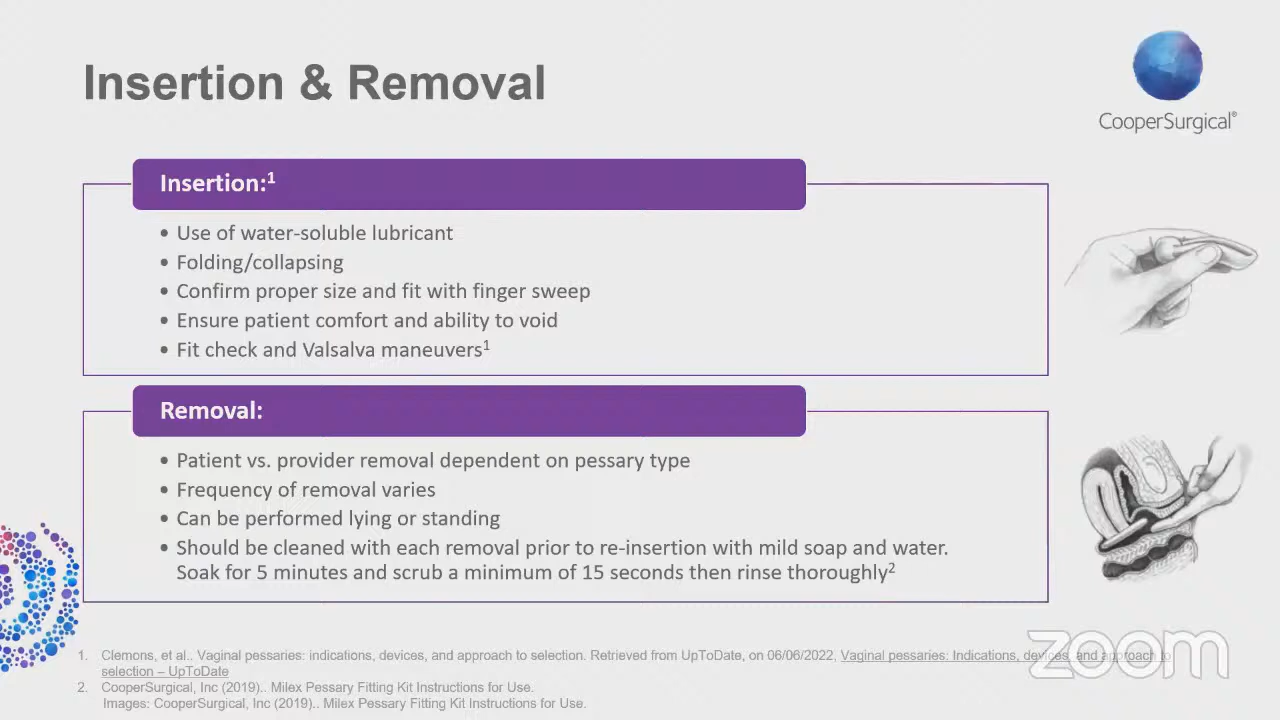 Insertion & Removal
CooperSurgical®
Insertion:¹
• Use of water-soluble lubricant
• Folding/collapsing
• Confirm proper size and fit with finger sweep
• Ensure patient comfort and ability to void
• Fit check and Valsalva maneuvers¹
Removal:
• Patient vs. provider removal dependent on pessary type
• Frequency of removal varies
• Can be performed lying or standing
• Should be cleaned with each removal prior to re-insertion with mild soap and water.
Soak for 5 minutes and scrub a minimum of 15 seconds then rinse thoroughly²
1. Clemons, et al.. Vaginal pessaries: indications, devices, and approach to selection. Retrieved from UpToDate, on 06/06/2022, Vaginal pessaries: Indications, devices, and approach to
selection – UpToDate
2. CooperSurgical, Inc (2019).. Milex Pessary Fitting Kit Instructions for Use.
Images: CooperSurgical, Inc (2019).. Milex Pessary Fitting Kit Instructions for Use.
zoom